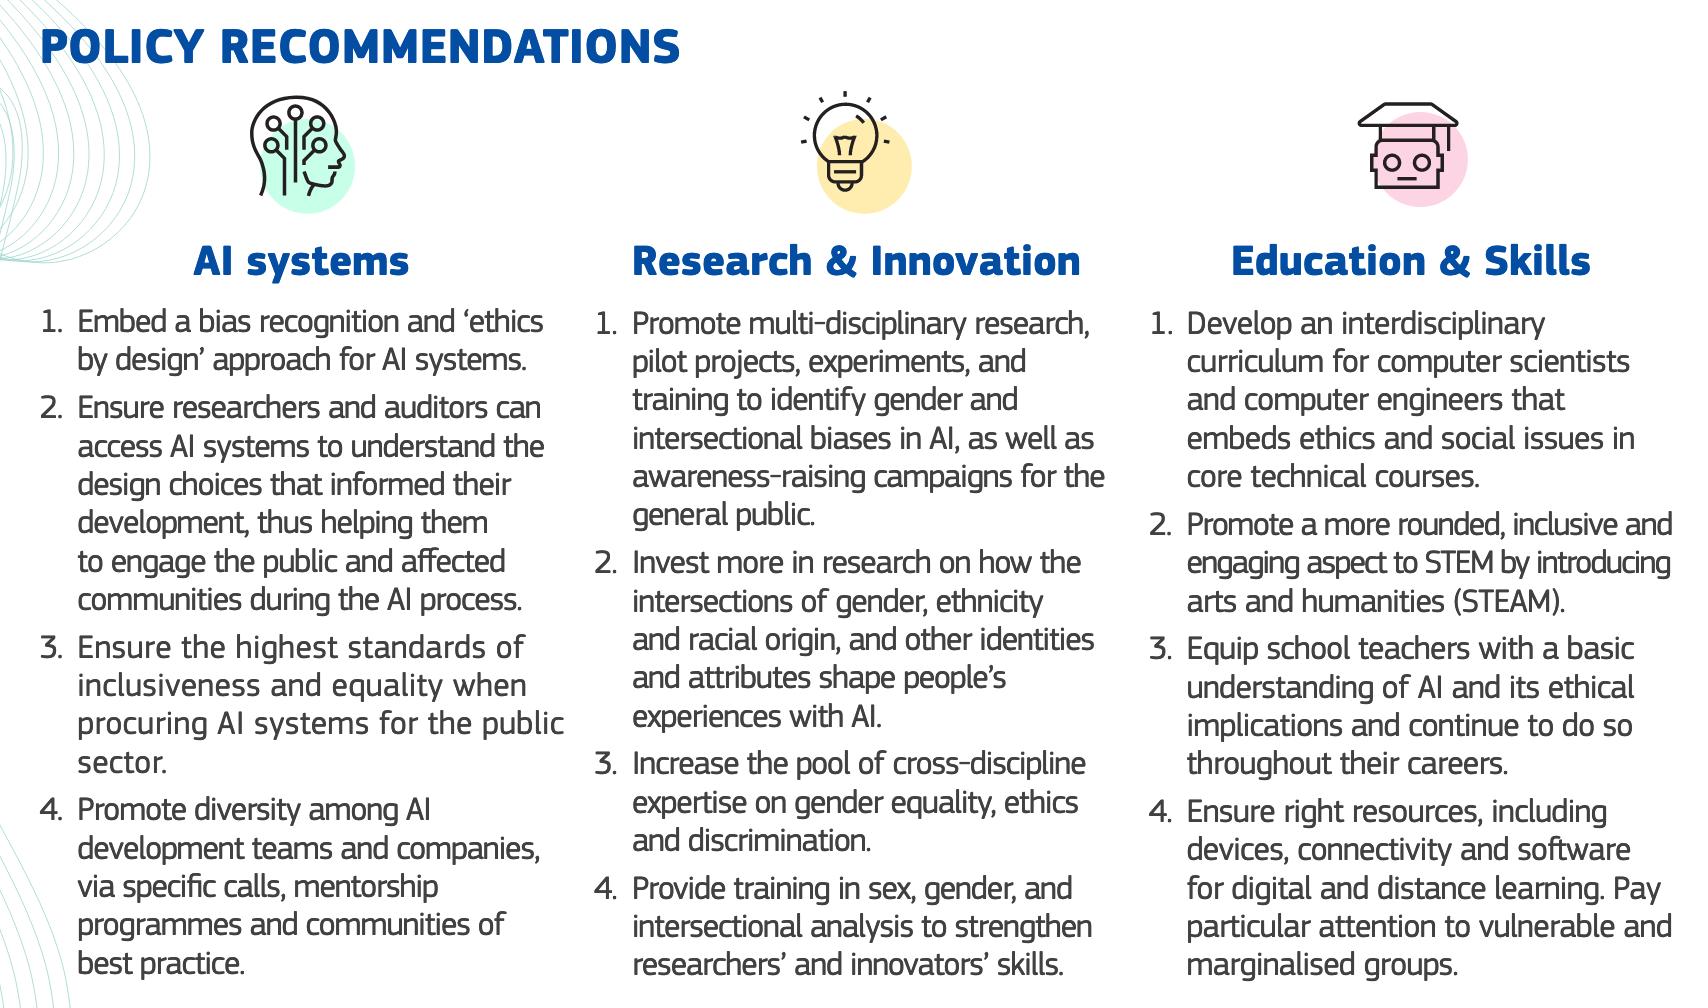 POLICY RECOMMENDATIONS
AI systems
1. Embed a bias recognition and ‘ethics
by design’ approach for AI systems.
2. Ensure researchers and auditors can
access AI systems to understand the
design choices that informed their
development, thus helping them
to engage the public and affected
communities during the AI process.
3. Ensure the highest standards of
inclusiveness and equality when
procuring AI systems for the public
sector.
4. Promote diversity among AI
development teams and companies,
via specific calls, mentorship
programmes and communities of
best practice.
Research & Innovation
1. Promote multi-disciplinary research,
pilot projects, experiments, and
training to identify gender and
intersectional biases in AI, as well as
awareness-raising campaigns for the
general public.
2. Invest more in research on how the
intersections of gender, ethnicity
and racial origin, and other identities
and attributes shape people’s
experiences with AI.
3. Increase the pool of cross-discipline
expertise on gender equality, ethics
and discrimination.
4. Provide training in sex, gender, and
intersectional analysis to strengthen
researchers’ and innovators’ skills.
Education & Skills
1. Develop an interdisciplinary
curriculum for computer scientists
and computer engineers that
embeds ethics and social issues in
core technical courses.
2. Promote a more rounded, inclusive and
engaging aspect to STEM by introducing
arts and humanities (STEAM).
3. Equip school teachers with a basic
understanding of AI and its ethical
implications and continue to do so
throughout their careers.
4. Ensure right resources, including
devices, connectivity and software
for digital and distance learning. Pay
particular attention to vulnerable and
marginalised groups.